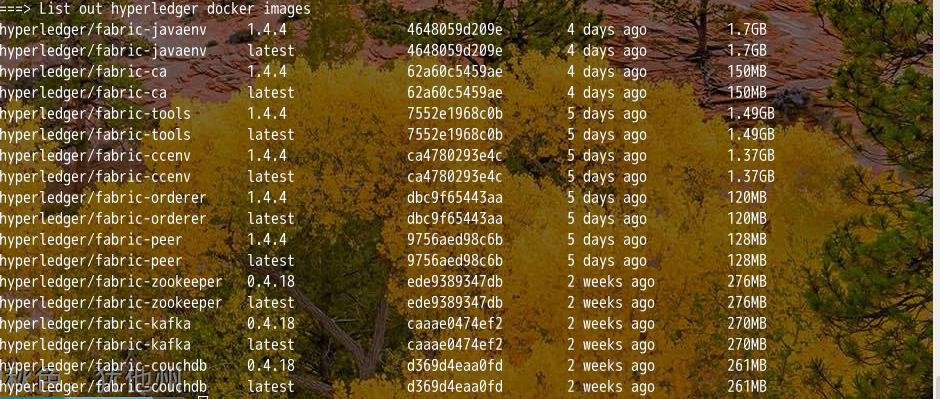 ===> List out hyperledger docker images
hyperledger/fabric-javaenv 1.4.4 4648059d209e 4 days ago 1.7GB
hyperledger/fabric-javaenv latest 4648059d209e 4 days ago 1.7GB
hyperledger/fabric-ca 1.4.4 62a60c5459ae 4 days ago 150MB
hyperledger/fabric-ca latest 62a60c5459ae 4 days ago 150MB
hyperledger/fabric-tools 1.4.4 7552e1968c0b 5 days ago 1.49GB
hyperledger/fabric-tools latest 7552e1968c0b 5 days ago 1.49GB
hyperledger/fabric-ccenv 1.4.4 ca4780293e4c 5 days ago 1.37GB
hyperledger/fabric-ccenv latest ca4780293e4c 5 days ago 1.37GB
hyperledger/fabric-orderer 1.4.4 dbc9f65443aa 5 days ago 120MB
hyperledger/fabric-orderer latest dbc9f65443aa 5 days ago 120MB
hyperledger/fabric-peer 1.4.4 9756aed98c6b 5 days ago 128MB
hyperledger/fabric-peer latest 9756aed98c6b 5 days ago 128MB
hyperledger/fabric-zookeeper 0.4.18 ede9389347db 2 weeks ago 276MB
hyperledger/fabric-zookeeper latest ede9389347db 2 weeks ago 276MB
hyperledger/fabric-kafka 0.4.18 caaae0474ef2 2 weeks ago 270MB
hyperledger/fabric-kafka latest caaae0474ef2 2 weeks ago 270MB
hyperledger/fabric-couchdb 0.4.18 d369d4eaa0fd 2 weeks ago 261MB
hyperledger/fabric-couchdb latest d369d4eaa0fd 2 weeks ago 261MB